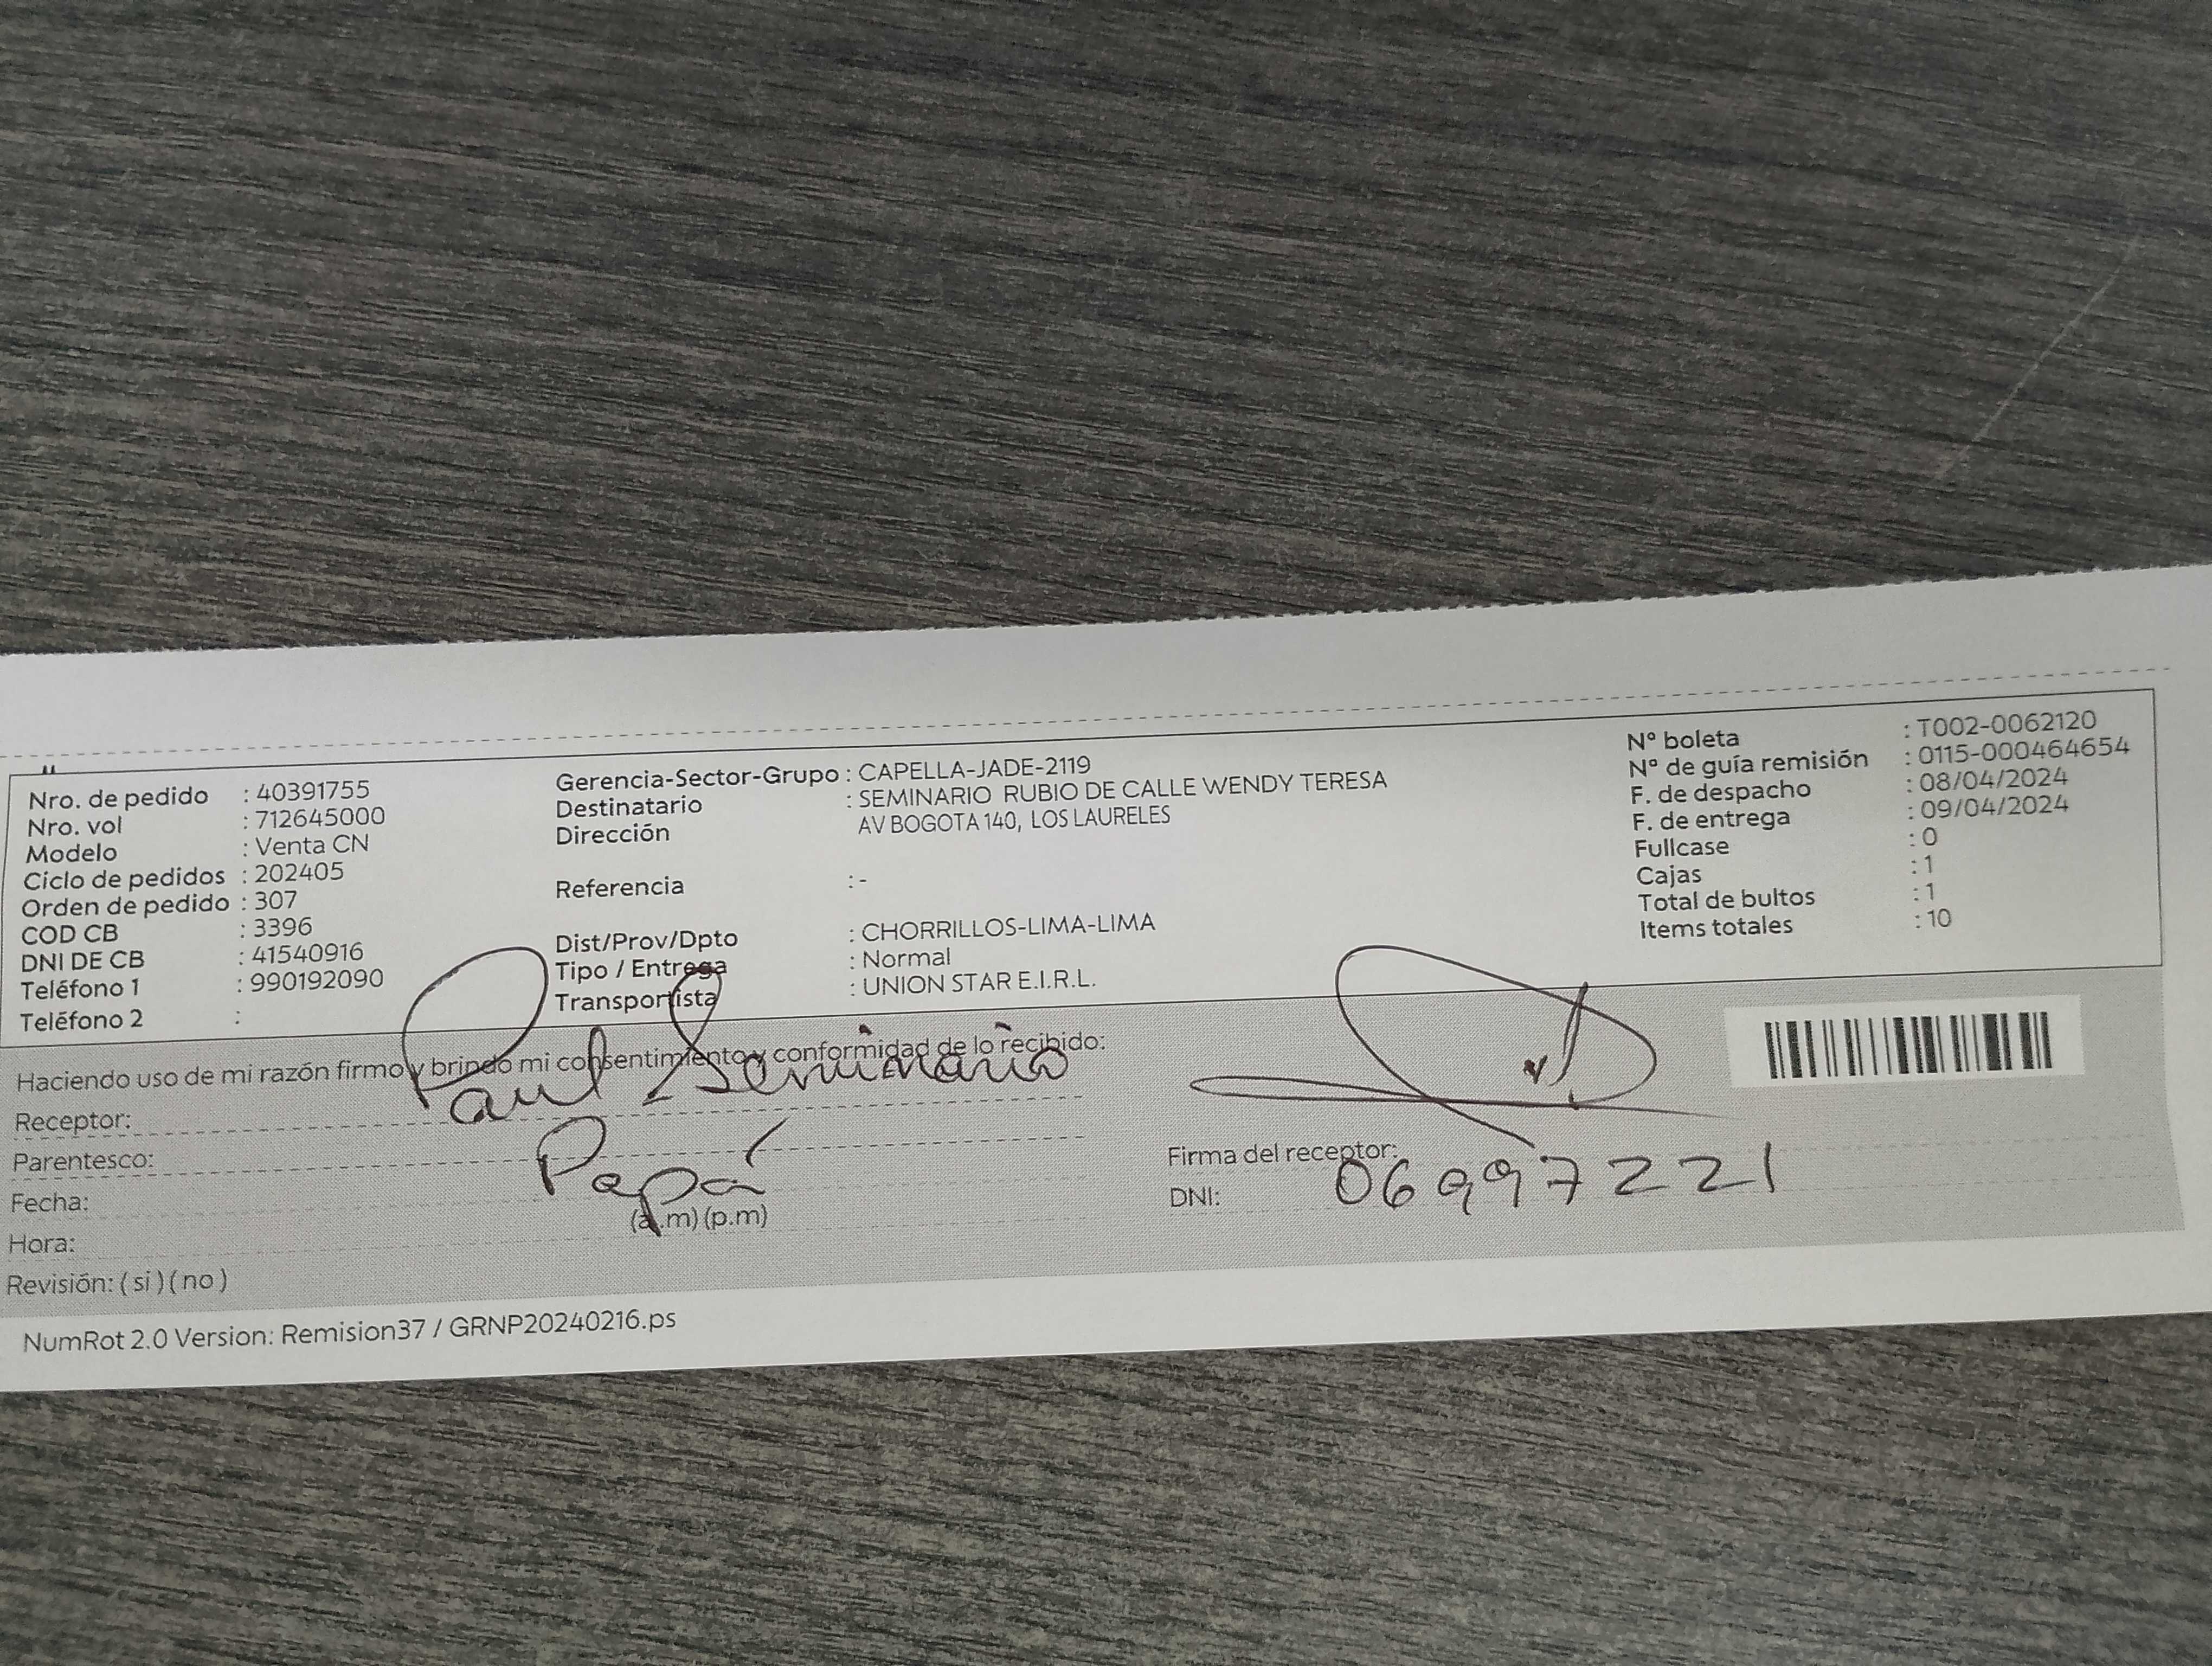 Nro. de pedido : 40391755
Nro. vol : 712645000
Modelo : Venta CN
Ciclo de pedidos : 202405
Orden de pedido : 307
COD CB : 3396
DNI DE CB : 41540916
Teléfono 1 : 990192090
Teléfono 2 :
Gerencia-Sector-Grupo : CAPELLA-JADE-2119
Destinatario : SEMINARIO RUBIO DE CALLE WENDY TERESA
Dirección AV BOGOTA 140, LOS LAURELES
Referencia : -
Dist/Prov/Dpto : CHORRILLOS-LIMA-LIMA
Tipo / Entrega : Normal
Transportista : UNION STAR E.I.R.L.
N° boleta : T002-0062120
N° de guía remisión : 0115-000464654
F. de despacho : 08/04/2024
F. de entrega : 09/04/2024
Fullcase : 0
Cajas : 1
Total de bultos : 1
Items totales : 10
Haciendo uso de mi razón firmo y brindo mi consentimiento y conformidad de lo recibido:
Receptor: Paul Seminario
Parentesco: Papá
Fecha:
Hora: (a.m) (p.m)
Revisión: ( si ) ( no )
Firma del receptor:
DNI: 06997221
NumRot 2.0 Version: Remision37 / GRNP20240216.ps